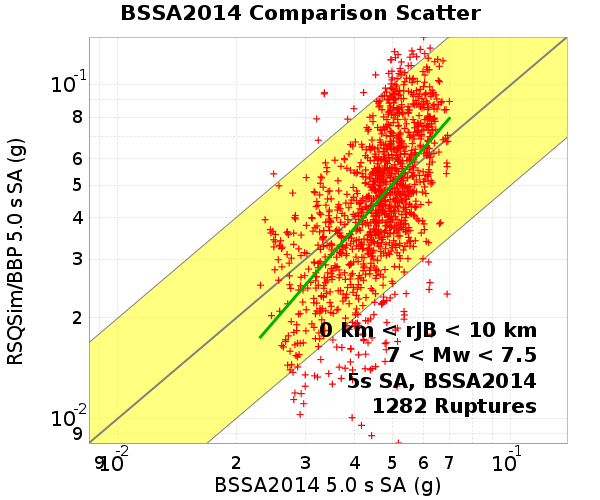 BSSA2014 Comparison Scatter
RSQSim/BBP 5.0 s SA (g)
10-1
8
6
5
4
3
2
10-2
9
0 km < rJB < 10 km
7 < Mw < 7.5
5s SA, BSSA2014
1282 Ruptures
9 10-2 2 3 4 5 6 7 10-1
BSSA2014 5.0 s SA (g)